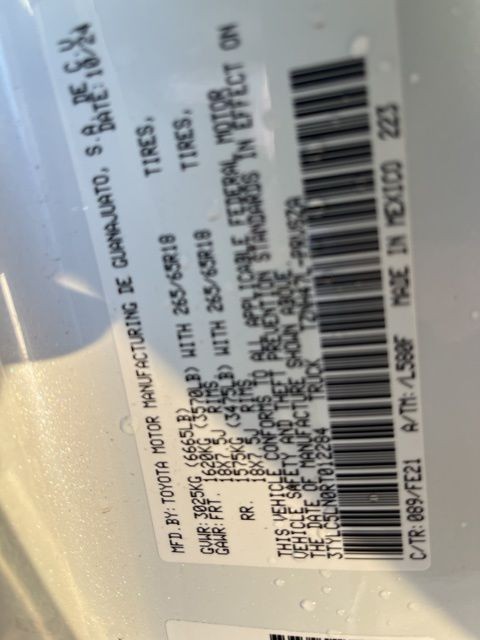 MFD.BY: TOYOTA MOTOR MANUFACTURING DE GUANAJUATO, S.A. DE C.V.
DATE: 10/24
GVWR: 3025KG (6665LB)
GAWR: FRT. 1620KG (3570LB) WITH 265/65R18 TIRES,
18X7.5J RIMS
RR. 1575KG (3475LB) WITH 265/65R18 TIRES,
18X7.5J RIMS
THIS VEHICLE CONFORMS TO ALL APPLICABLE FEDERAL MOTOR
VEHICLE SAFETY AND THEFT PREVENTION STANDARDS IN EFFECT ON
THE DATE OF MANUFACTURE SHOWN ABOVE.
TRUCK
C/TR: 089/FE21 A/TM: /L580F MADE IN MEXICO 223